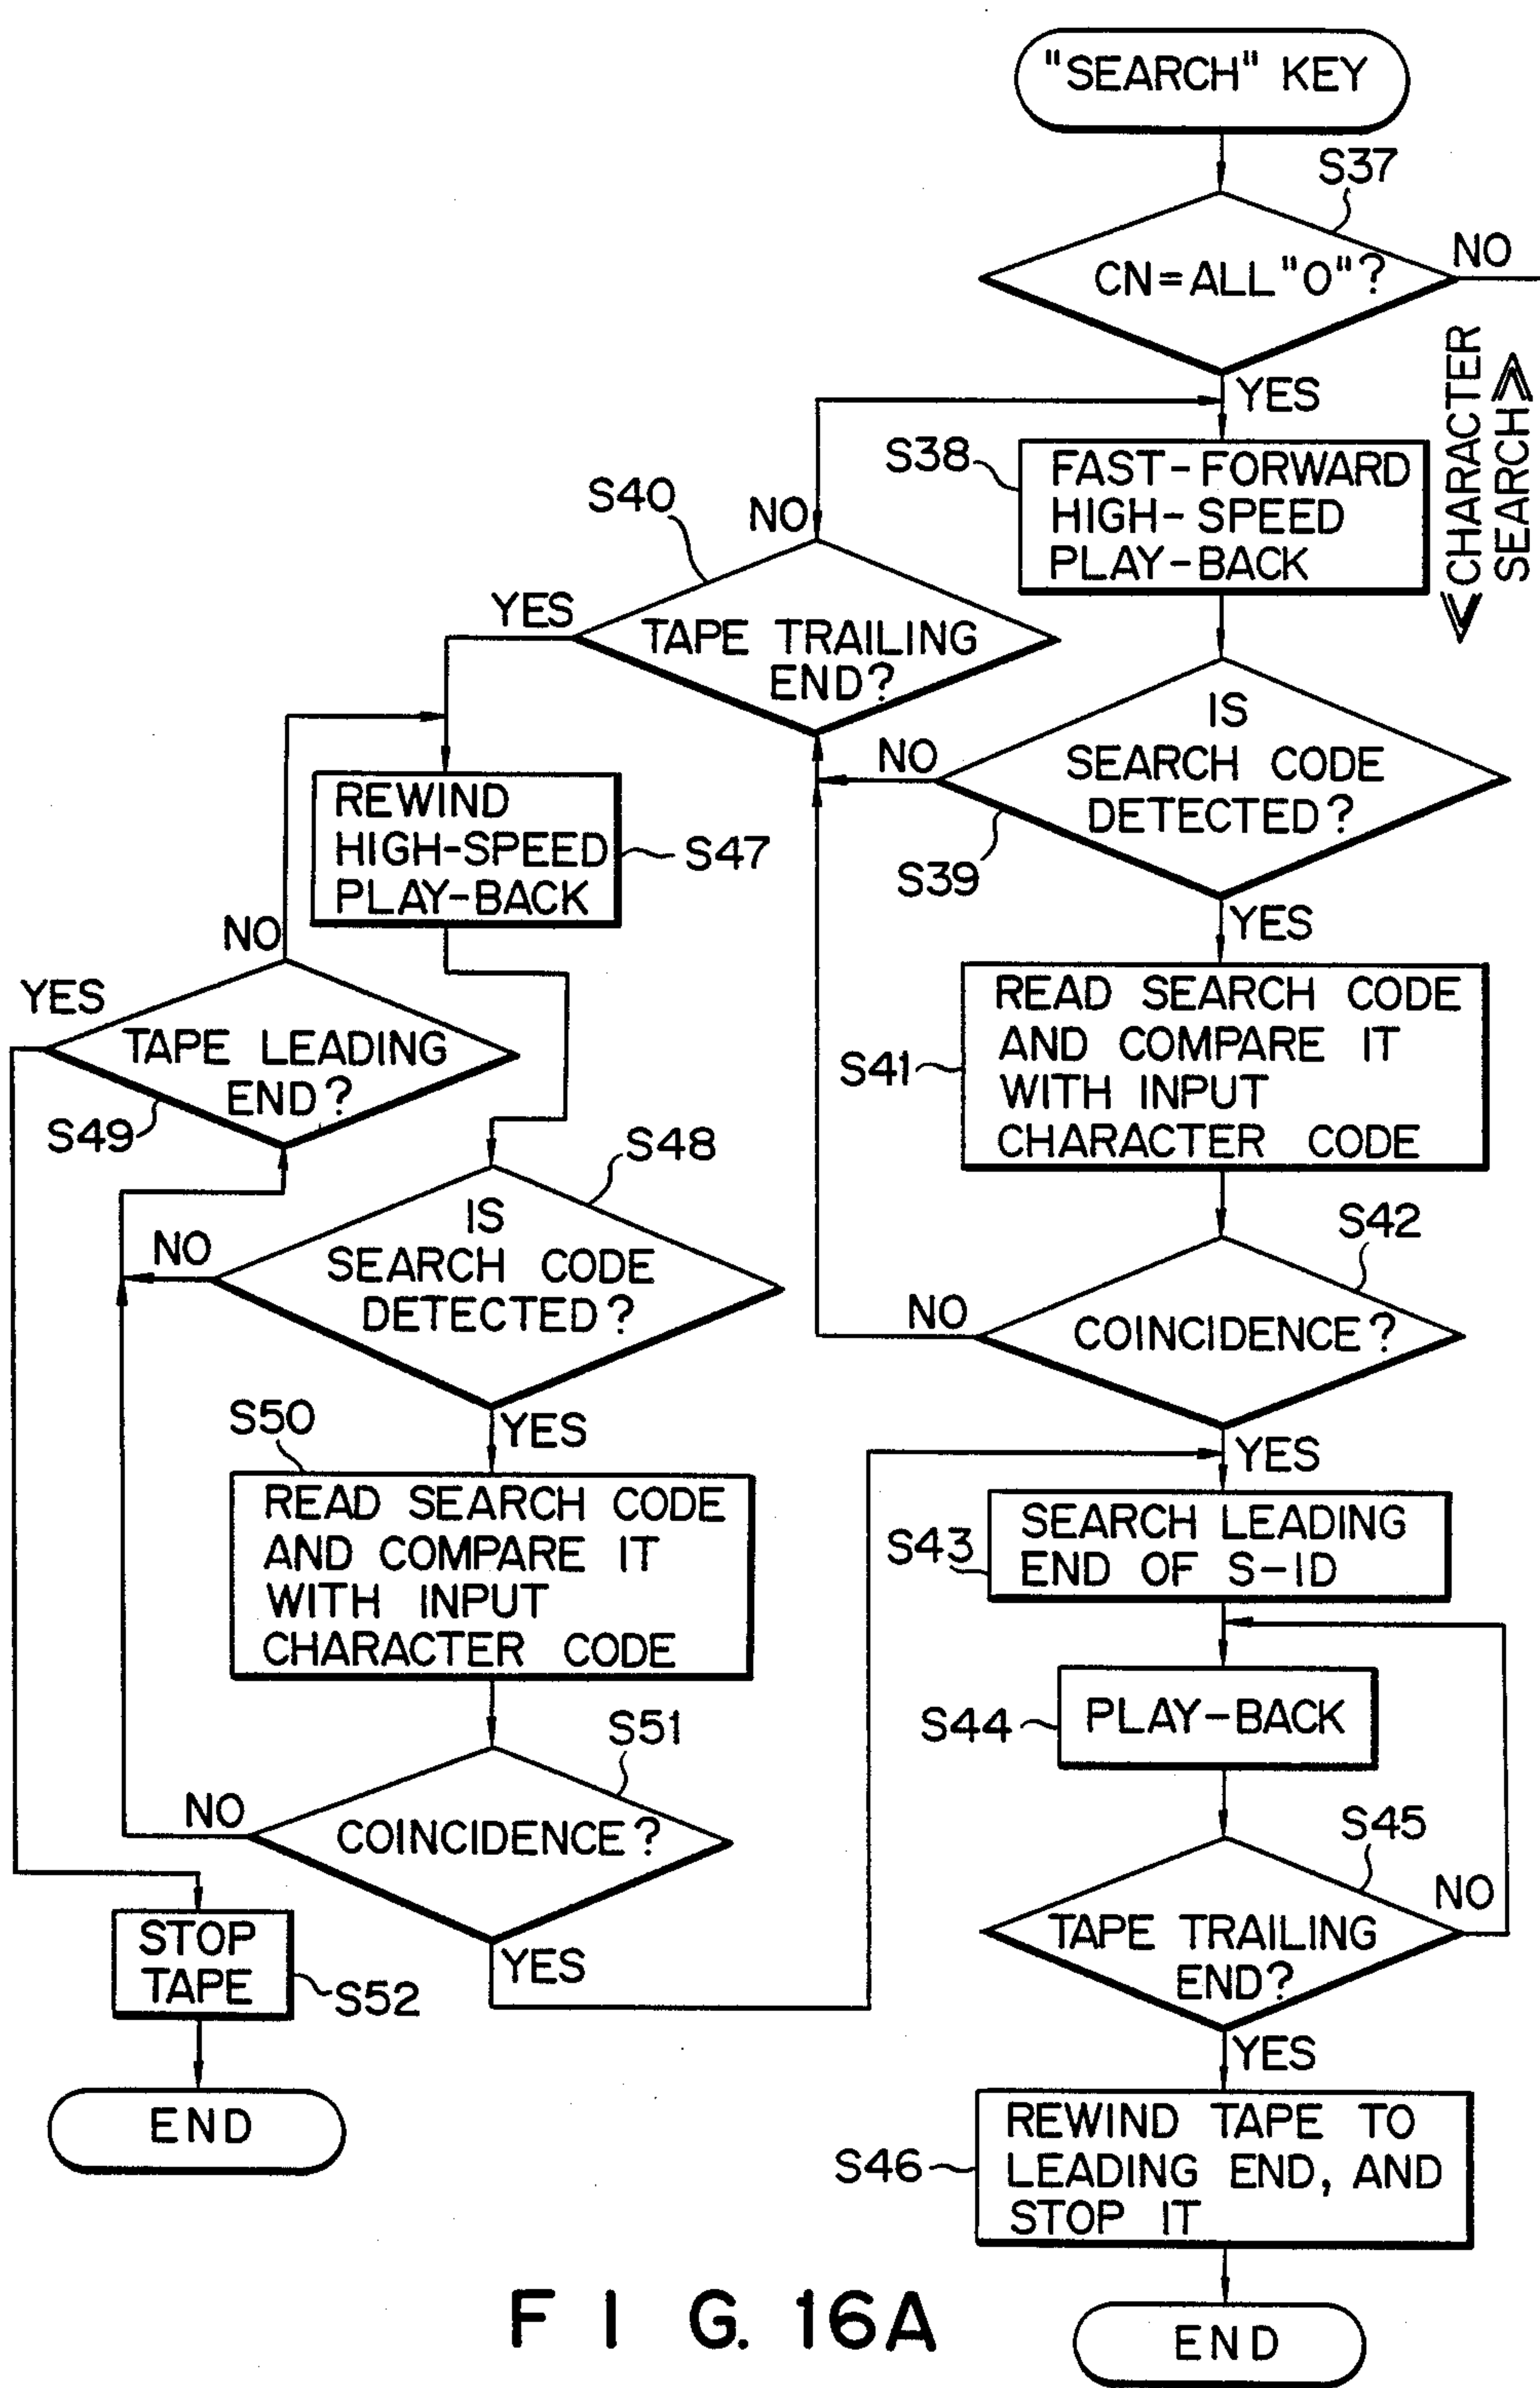 "SEARCH" KEY
S37
CN=ALL "0"?
NO
YES
<<CHARACTER
SEARCH>>
S38
FAST-FORWARD
HIGH-SPEED
PLAY-BACK
S40
NO
YES
TAPE TRAILING
END?
IS
SEARCH CODE
DETECTED?
NO
S39
YES
REWIND
HIGH-SPEED
PLAY-BACK
S47
NO
YES
TAPE LEADING
END?
S49
S41
READ SEARCH CODE
AND COMPARE IT
WITH INPUT
CHARACTER CODE
S48
IS
SEARCH CODE
DETECTED?
NO
YES
S42
COINCIDENCE?
NO
YES
S50
READ SEARCH CODE
AND COMPARE IT
WITH INPUT
CHARACTER CODE
S43
SEARCH LEADING
END OF S-ID
S44
PLAY-BACK
S51
COINCIDENCE?
NO
YES
S45
TAPE TRAILING
END?
NO
YES
STOP
TAPE
S52
END
S46
REWIND TAPE TO
LEADING END, AND
STOP IT
END
FIG. 16A